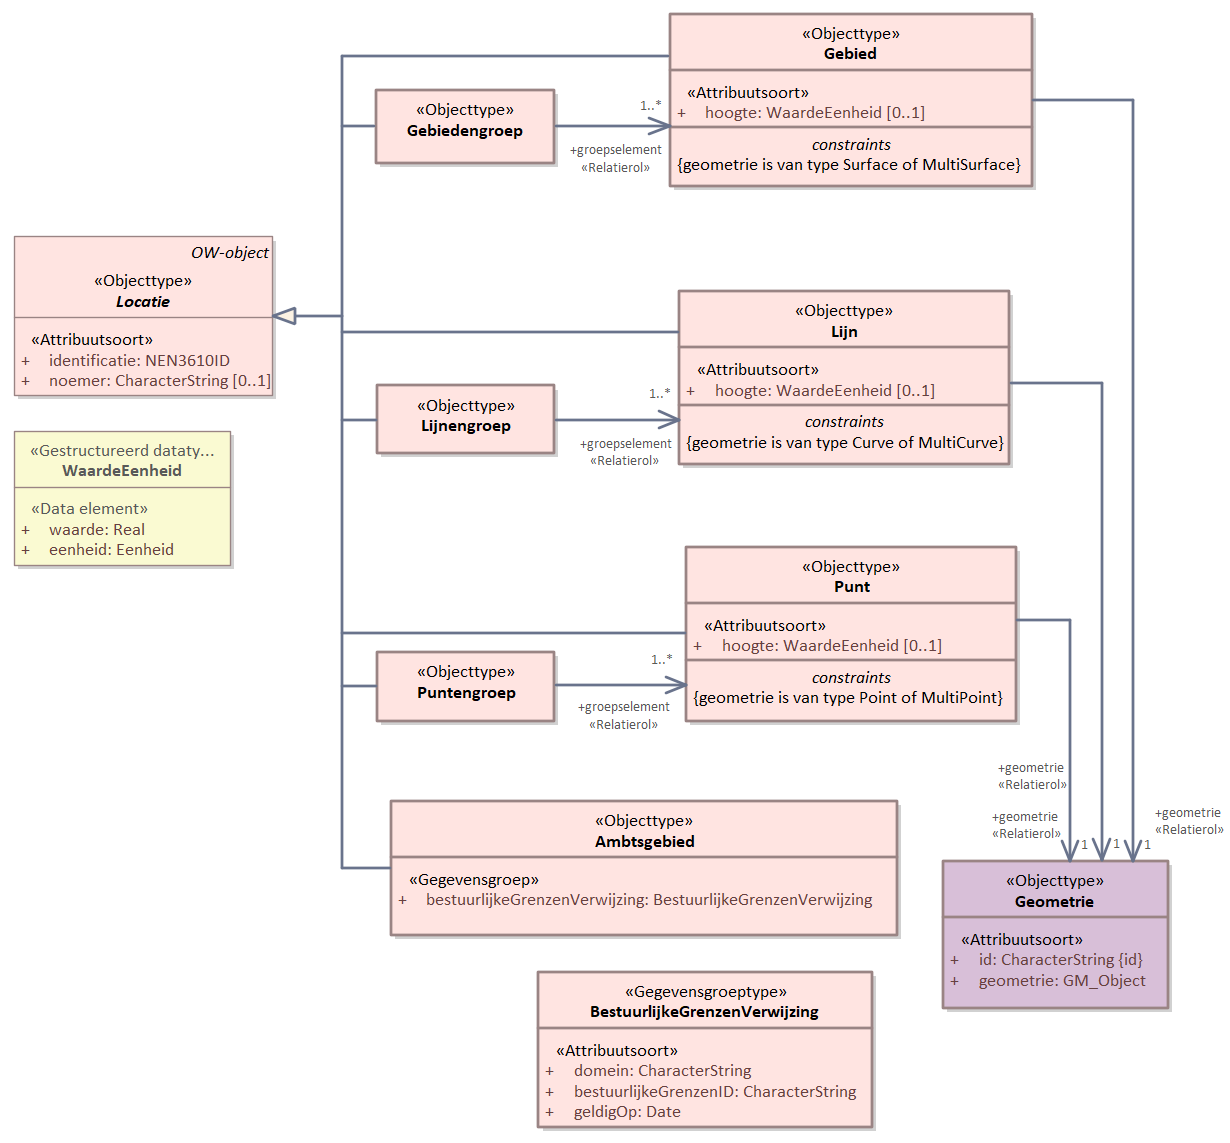 «Objecttype»
Gebied
«Attribuutsoort»
+ hoogte: WaardeEenheid [0..1]
constraints
{geometrie is van type Surface of MultiSurface}
«Objecttype»
Gebiedengroep
1..*
+groepselement
«Relatierol»
OW-object
«Objecttype»
Locatie
«Attribuutsoort»
+ identificatie: NEN3610ID
+ noemer: CharacterString [0..1]
«Objecttype»
Lijn
«Attribuutsoort»
+ hoogte: WaardeEenheid [0..1]
constraints
{geometrie is van type Curve of MultiCurve}
«Objecttype»
Lijnengroep
1..*
+groepselement
«Relatierol»
«Gestructureerd dataty...
WaardeEenheid
«Data element»
+ waarde: Real
+ eenheid: Eenheid
«Objecttype»
Punt
«Attribuutsoort»
+ hoogte: WaardeEenheid [0..1]
constraints
{geometrie is van type Point of MultiPoint}
«Objecttype»
Puntengroep
1..*
+groepselement
«Relatierol»
+geometrie
«Relatierol»
+geometrie
«Relatierol»
+geometrie
«Relatierol»
1
1
1
«Objecttype»
Ambtsgebied
«Gegevensgroep»
+ bestuurlijkeGrenzenVerwijzing: BestuurlijkeGrenzenVerwijzing
«Objecttype»
Geometrie
«Attribuutsoort»
+ id: CharacterString {id}
+ geometrie: GM_Object
«Gegevensgroeptype»
BestuurlijkeGrenzenVerwijzing
«Attribuutsoort»
+ domein: CharacterString
+ bestuurlijkeGrenzenID: CharacterString
+ geldigOp: Date